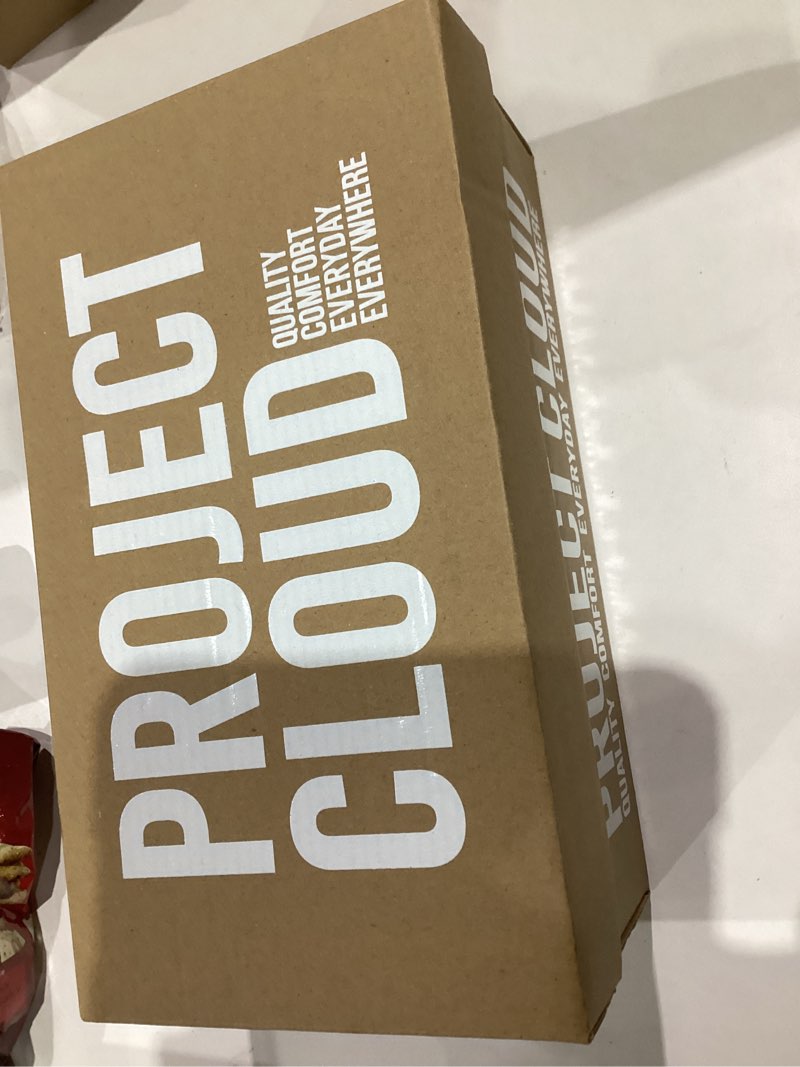 PROJECT
CLOUD
QUALITY
COMFORT
EVERYDAY
EVERYWHERE
PROJECT CLOUD
QUALITY COMFORT EVERYDAY EVERYWHERE